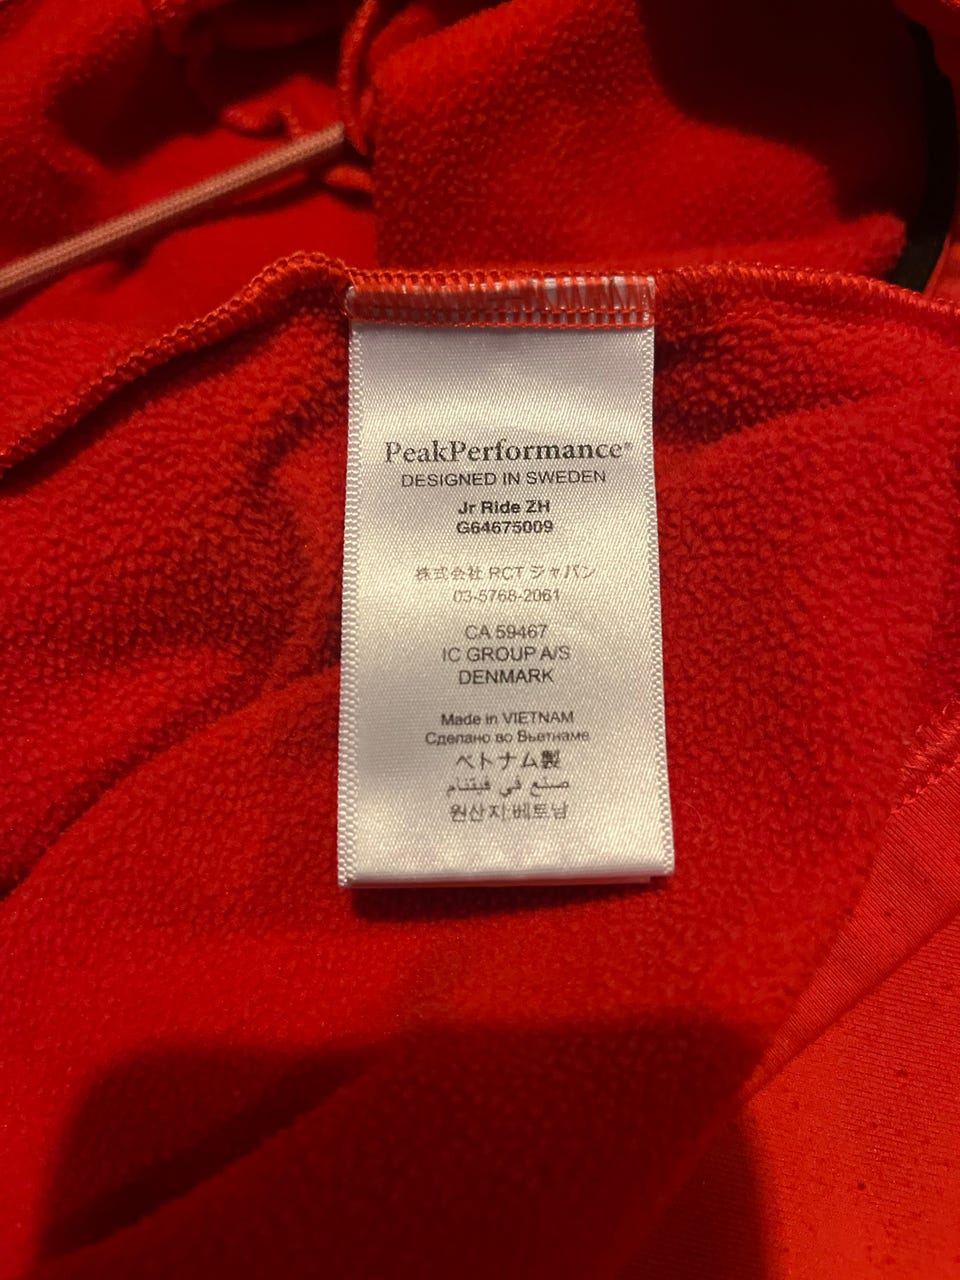 PeakPerformance®
DESIGNED IN SWEDEN
Jr Ride ZH
G64675009
株式会社 RCT ジャパン
03-5768-2061
CA 59467
IC GROUP A/S
DENMARK
Made in VIETNAM
Сделано во Вьетнаме
ベトナム製
صنع في فيتنام
원산지:베트남